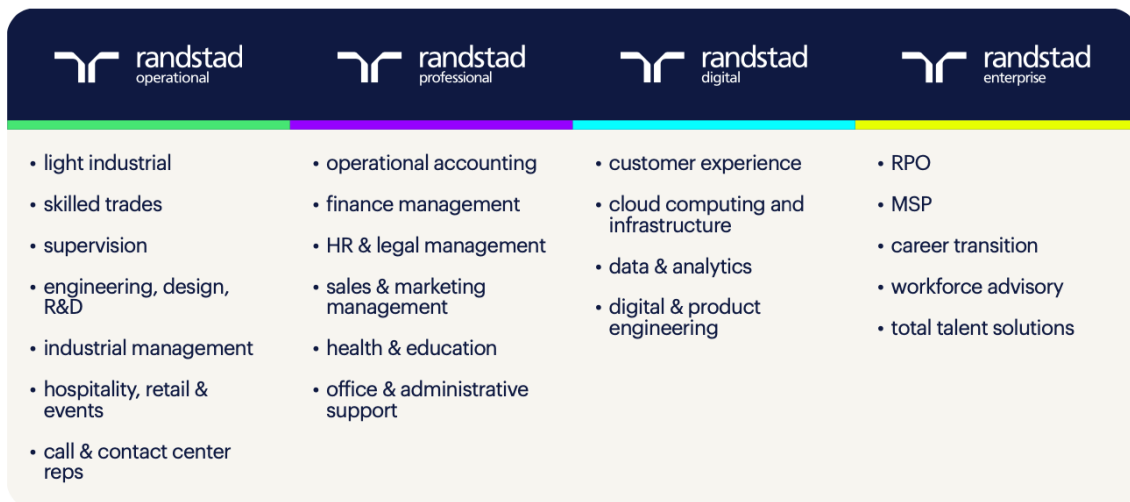 randstad
operational
randstad
professional
randstad
digital
randstad
enterprise
• light industrial
• skilled trades
• supervision
• engineering, design,
R&D
• industrial management
• hospitality, retail &
events
• call & contact center
reps
• operational accounting
• finance management
• HR & legal management
• sales & marketing
management
• health & education
• office & administrative
support
• customer experience
• cloud computing and
infrastructure
• data & analytics
• digital & product
engineering
• RPO
• MSP
• career transition
• workforce advisory
• total talent solutions